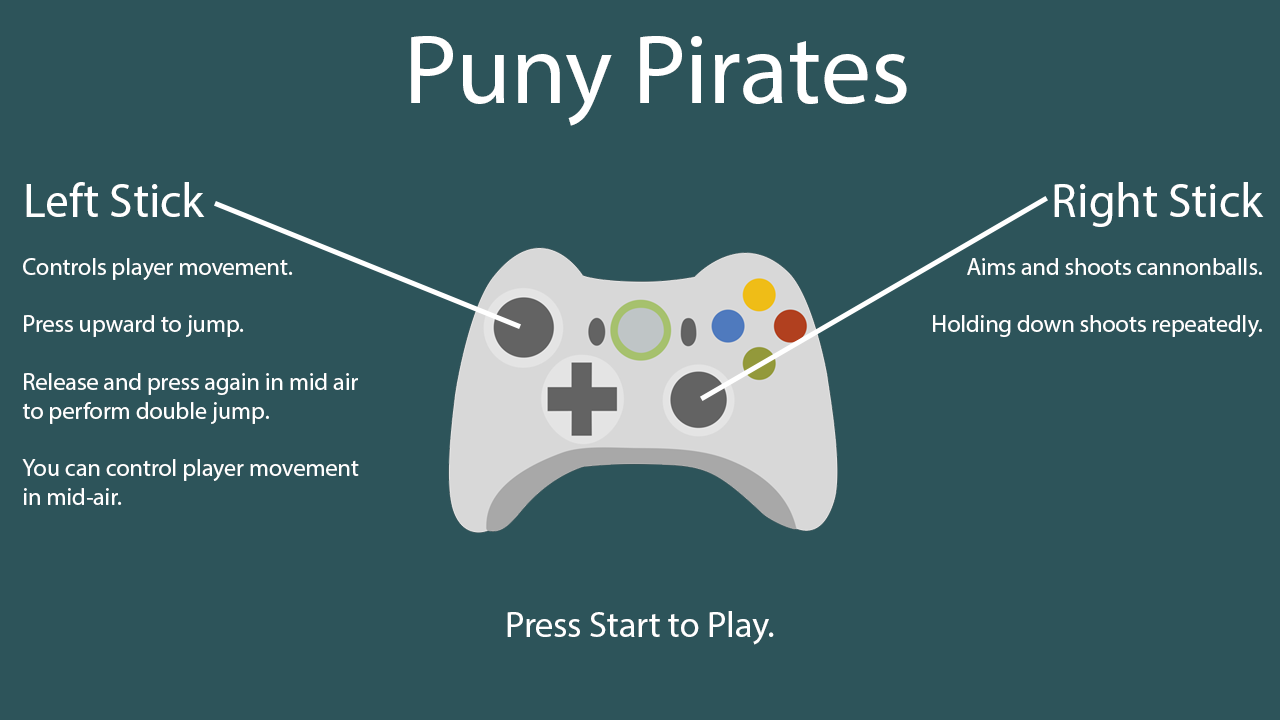 Puny Pirates
Left Stick
Controls player movement.
Press upward to jump.
Release and press again in mid air
to perform double jump.
You can control player movement
in mid-air.
Right Stick
Aims and shoots cannonballs.
Holding down shoots repeatedly.
Press Start to Play.